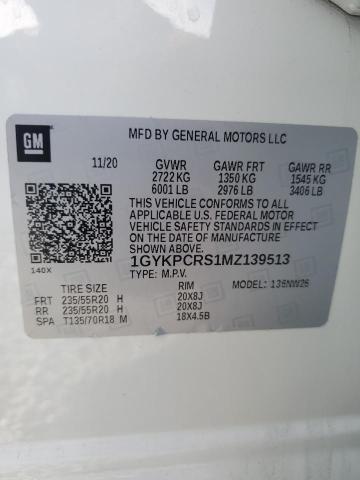 GM
MFD BY GENERAL MOTORS LLC
11/20 GVWR GAWR FRT GAWR RR
2722 KG 1350 KG 1545 KG
6001 LB 2976 LB 3406 LB
THIS VEHICLE CONFORMS TO ALL
APPLICABLE U.S. FEDERAL MOTOR
VEHICLE SAFETY STANDARDS IN
EFFECT ON THE DATE OF
MANUFACTURE SHOWN ABOVE.
1GYKPCRS1MZ139513
140X TYPE: M.P.V.
TIRE SIZE RIM MODEL: 136NW26
FRT 235/55R20 H 20X8J
RR 235/55R20 H 20X8J
SPA T135/70R18 M 18X4.5B